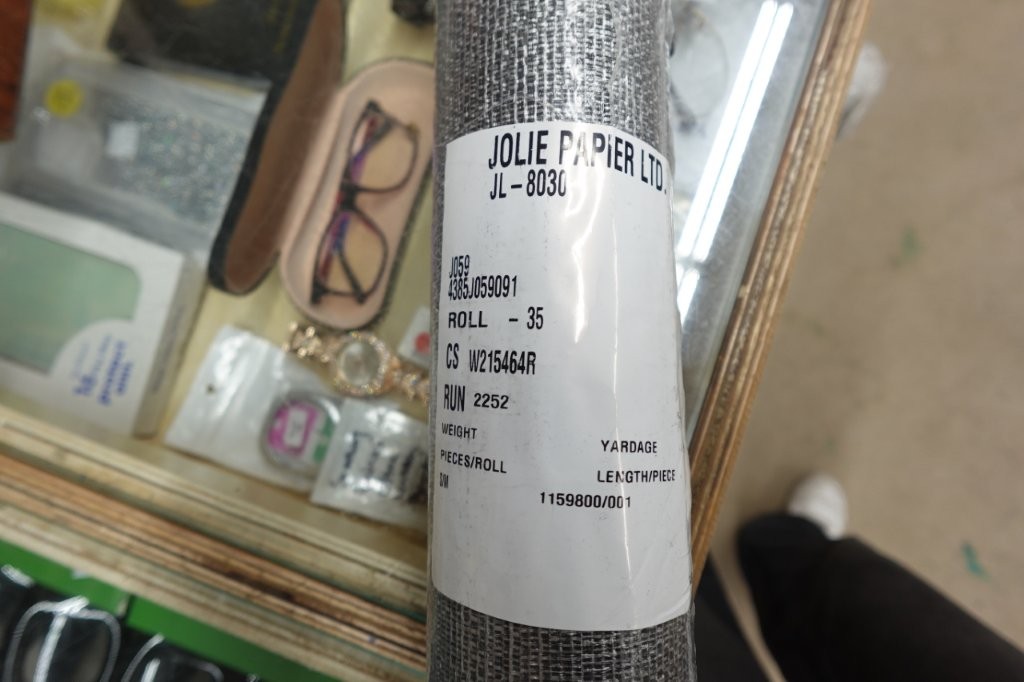 JOLIE PAPIER LTD.
JL-8030
J059
4385J059091
ROLL - 35
CS W215464R
RUN 2252
WEIGHT
YARDAGE
PIECES/ROLL
LENGTH/PIECE
S/M
1159800/001